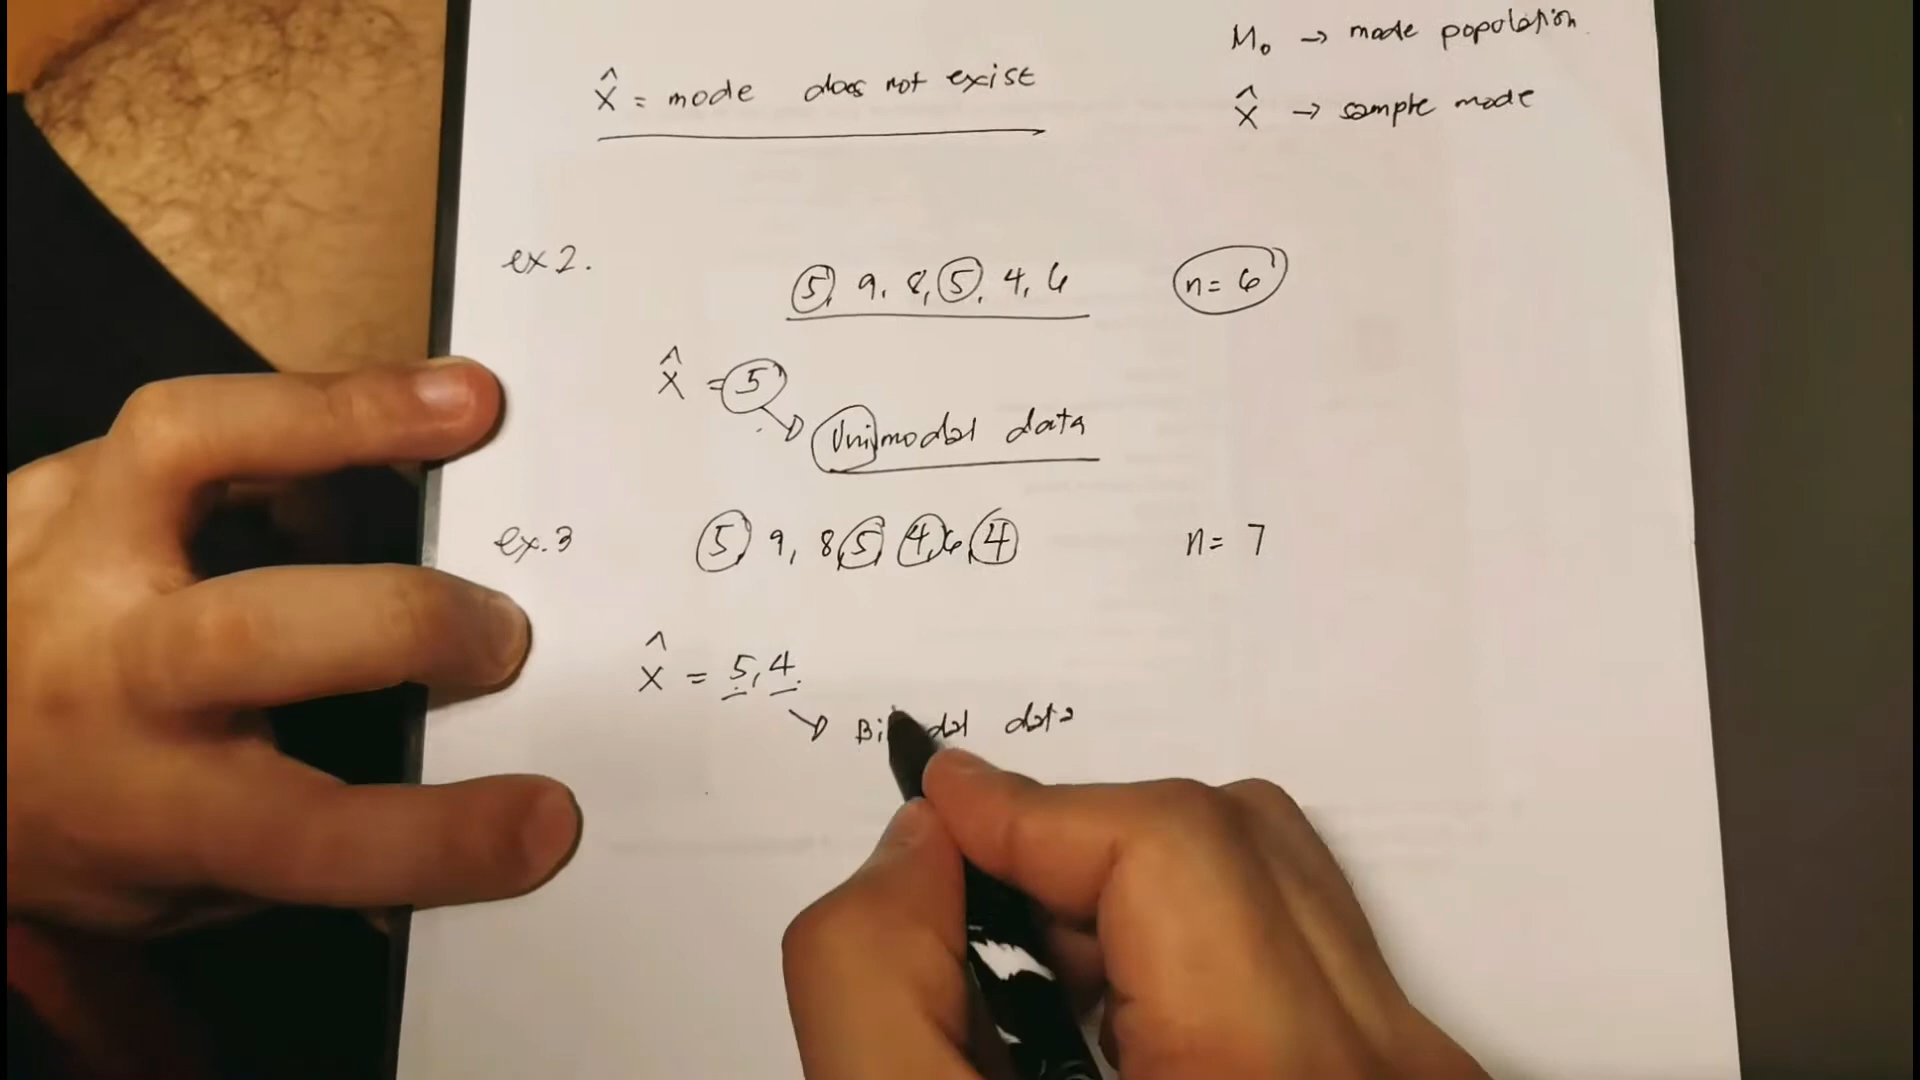 M₀ → mode population
X̂ = mode does not exist
X̂ → sample mode
ex 2. 5, 9, 8, 5, 4, 6 n = 6
X̂ = 5
Unimodal data
ex. 3 5, 9, 8, 5, 4, 6, 4 n = 7
X̂ = 5, 4.
data